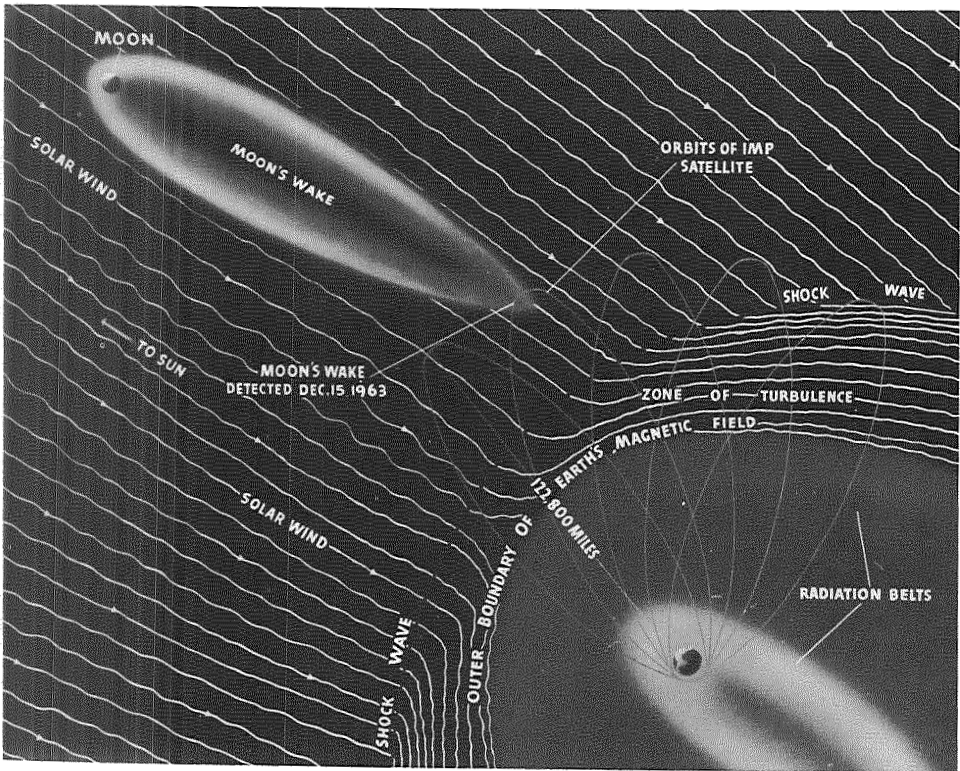 MOON
SOLAR WIND
MOON'S WAKE
ORBITS OF IMP
SATELLITE
SHOCK WAVE
TO SUN
MOON'S WAKE
DETECTED DEC.15 1963
ZONE OF TURBULENCE
OUTER BOUNDARY OF EARTH'S MAGNETIC FIELD
122,800 MILES
SOLAR WIND
RADIATION BELTS
SHOCK WAVE